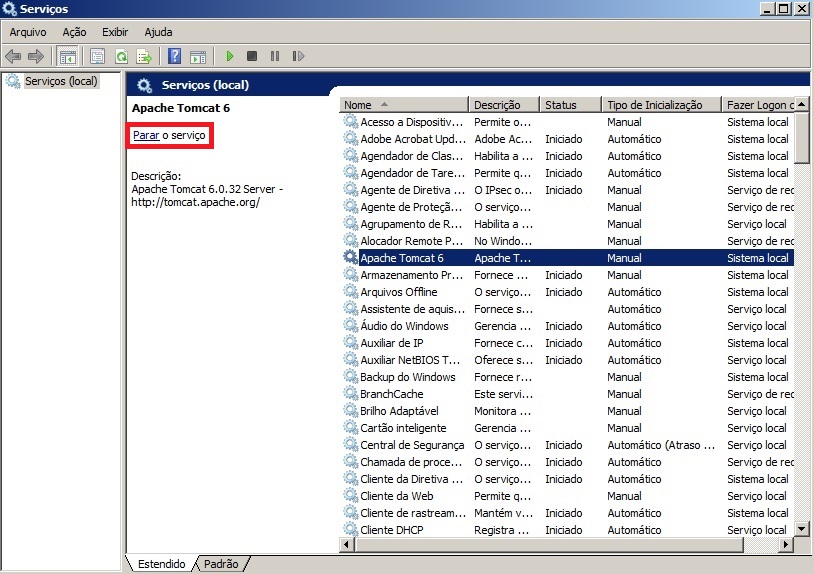 Serviços
Arquivo Ação Exibir Ajuda
Serviços (local)
Serviços (local)
Apache Tomcat 6
Parar o serviço
Descrição:
Apache Tomcat 6.0.32 Server -
http://tomcat.apache.org/
Nome Descrição Status Tipo de Inicialização Fazer Logon c
Acesso a Dispositiv... Permite o... Manual Sistema local
Adobe Acrobat Upd... Adobe Ac... Iniciado Automático Sistema local
Agendador de Clas... Habilita a ... Iniciado Automático Sistema local
Agendador de Tare... Permite q... Iniciado Automático Sistema local
Agente de Diretiva ... O IPsec o... Iniciado Manual Serviço de rec
Agente de Proteçã... O serviço... Manual Serviço de rec
Agrupamento de R... Habilita a ... Manual Serviço local
Alocador Remote P... No Windo... Manual Serviço de rec
Apache Tomcat 6 Apache T... Manual Sistema local
Armazenamento Pr... Fornece ... Iniciado Manual Sistema local
Arquivos Offline O serviço... Iniciado Automático Sistema local
Assistente de aquis... Fornece s... Automático Sistema local
Áudio do Windows Gerencia ... Iniciado Automático Serviço local
Auxiliar de IP Fornece c... Iniciado Automático Sistema local
Auxiliar NetBIOS T... Oferece s... Iniciado Automático Serviço local
Backup do Windows Fornece r... Manual Sistema local
BranchCache Este servi... Manual Serviço de rec
Brilho Adaptável Monitora ... Manual Serviço local
Cartão inteligente Gerencia ... Manual Serviço local
Central de Segurança O serviço... Iniciado Automático (Atraso ... Serviço local
Chamada de proce... O serviço... Iniciado Automático Serviço de rec
Cliente da Diretiva ... O serviço... Iniciado Automático Sistema local
Cliente da Web Permite q... Manual Serviço local
Cliente de rastream... Mantém v... Iniciado Automático Sistema local
Cliente DHCP Registra ... Iniciado Automático Serviço local
Estendido Padrão